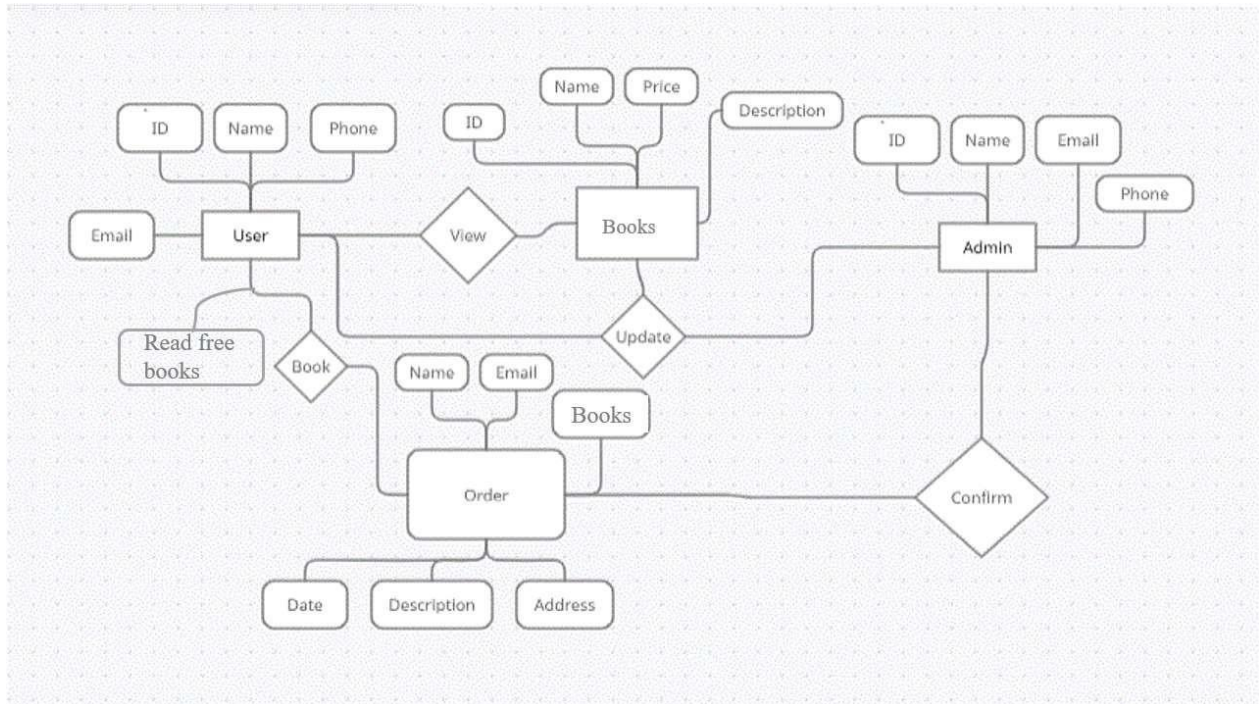 Name
Price
ID
Description
ID
Name
Phone
ID
Name
Email
Phone
Email
User
View
Books
Admin
Read free
books
Book
Update
Name
Email
Books
Order
Confirm
Date
Description
Address